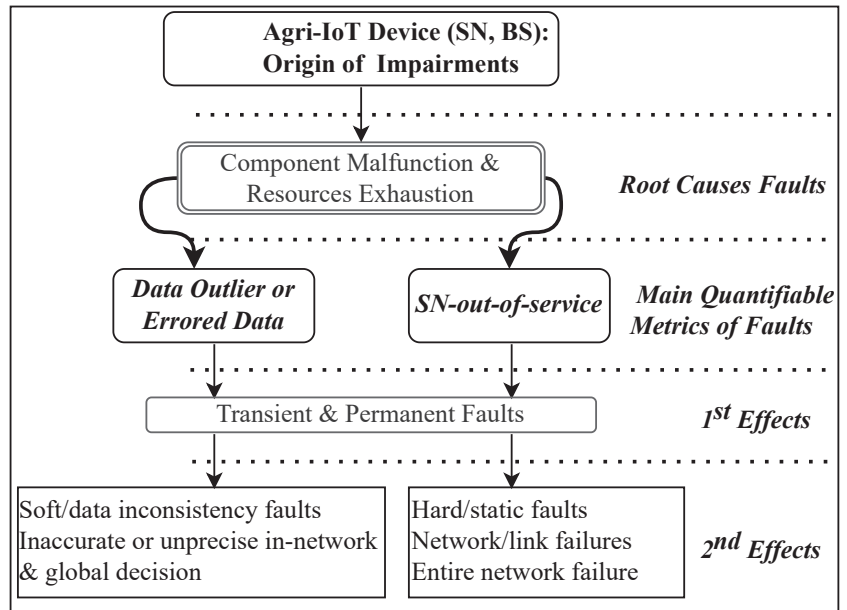 Agri-IoT Device (SN, BS):
Origin of Impairments
Component Malfunction &
Resources Exhaustion
Root Causes Faults
Data Outlier or
Errored Data
SN-out-of-service
Main Quantifiable
Metrics of Faults
Transient & Permanent Faults
1st Effects
Soft/data inconsistency faults
Inaccurate or unprecise in-network
& global decision
Hard/static faults
Network/link failures
Entire network failure
2nd Effects